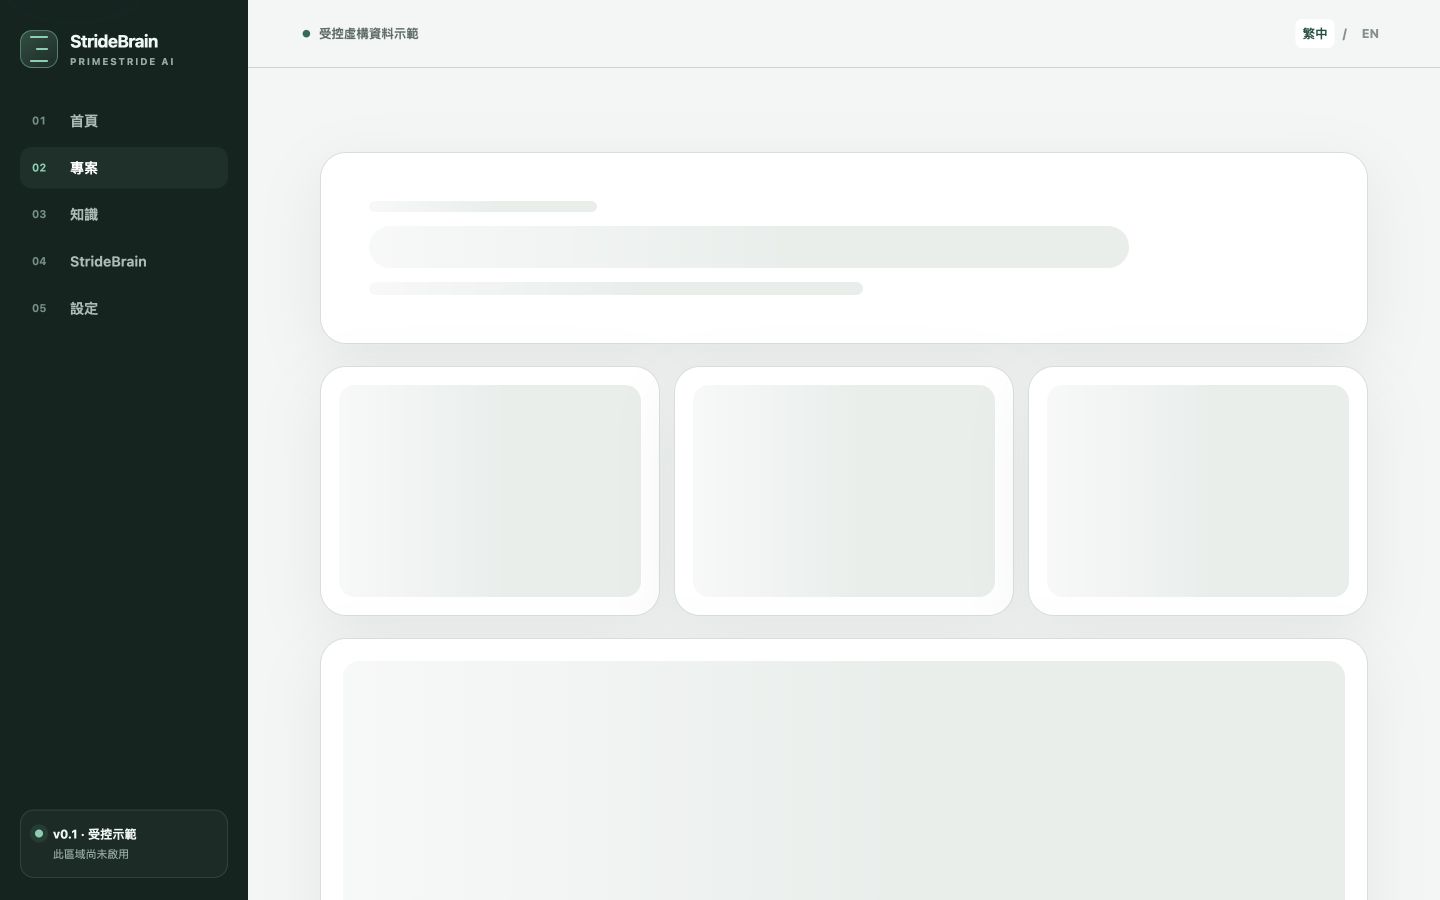 StrideBrain
PRIMESTRIDE AI
01 首頁
02 專案
03 知識
04 StrideBrain
05 設定
v0.1 · 受控示範
此區域尚未啟用
受控虛構資料示範
繁中 / EN